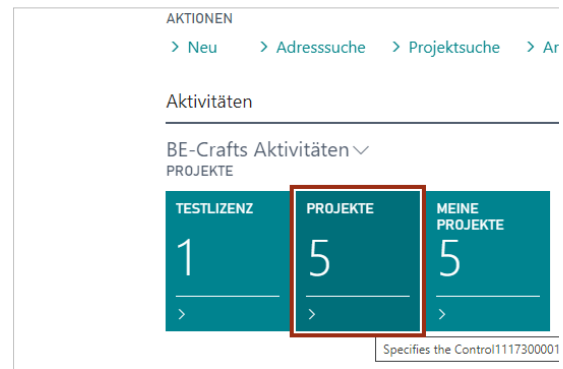 AKTIONEN
> Neu > Adresssuche > Projektsuche > Ar
Aktivitäten
BE-Crafts Aktivitäten
PROJEKTE
TESTLIZENZ PROJEKTE MEINE
PROJEKTE
1 5 5
> > >
Specifies the Control1117300001